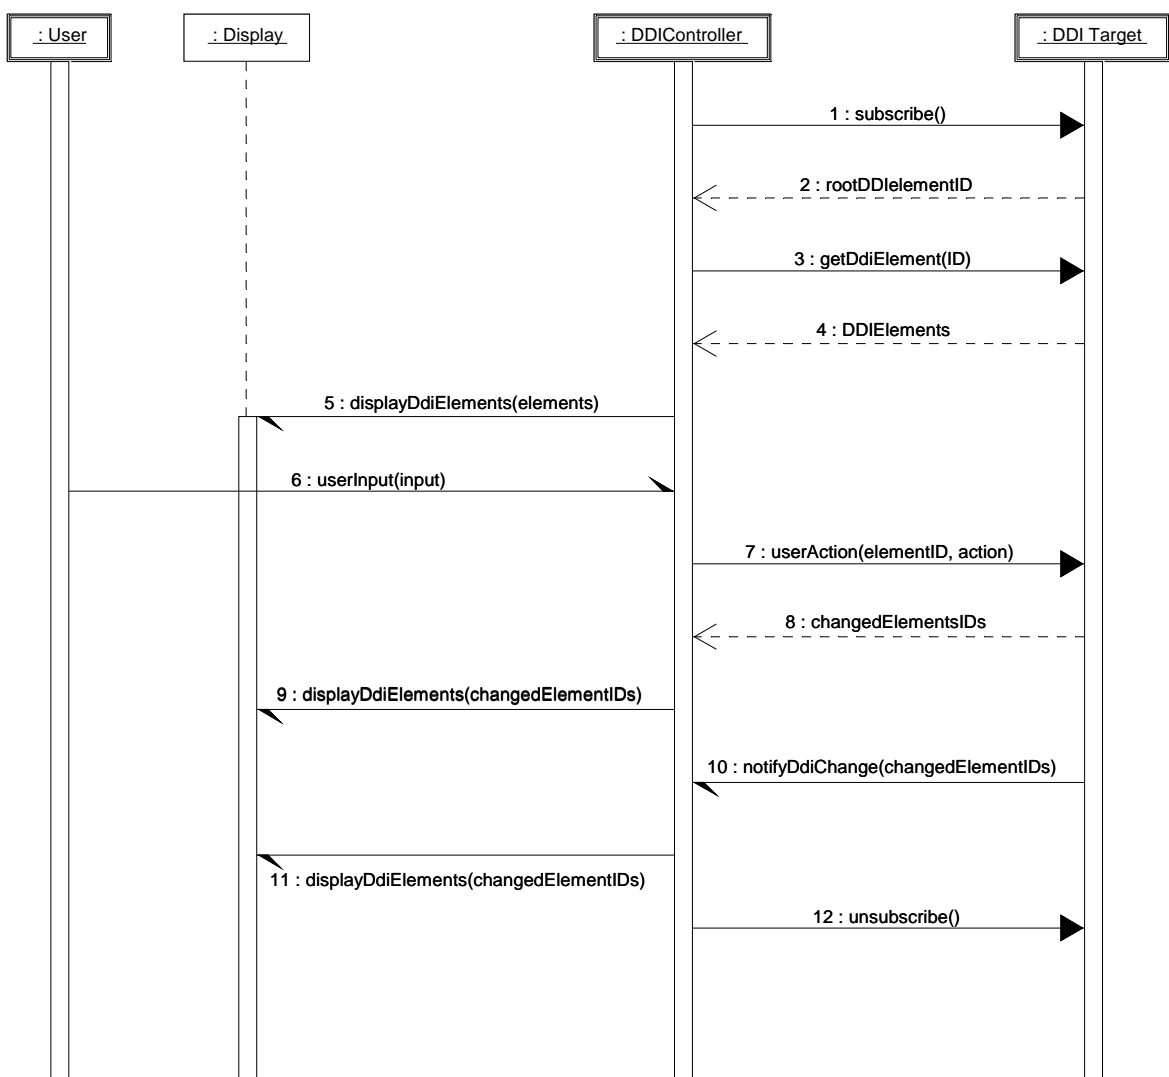 : User
: Display
: DDIController
: DDI Target
1 : subscribe()
2 : rootDDIelementID
3 : getDdiElement(ID)
4 : DDIElements
5 : displayDdiElements(elements)
6 : userInput(input)
7 : userAction(elementID, action)
8 : changedElementsIDs
9 : displayDdiElements(changedElementIDs)
10 : notifyDdiChange(changedElementIDs)
11 : displayDdiElements(changedElementIDs)
12 : unsubscribe()